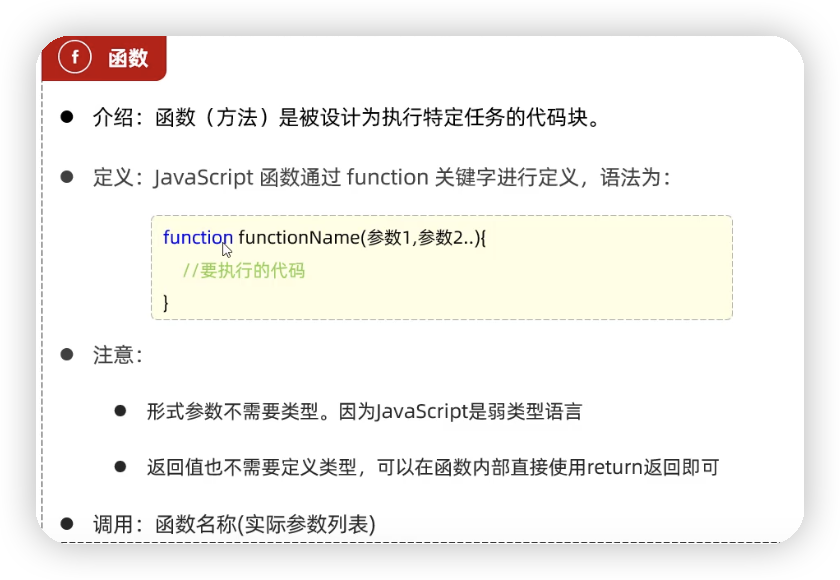 f 函数
介绍：函数（方法）是被设计为执行特定任务的代码块。
定义：JavaScript 函数通过 function 关键字进行定义，语法为：
function functionName(参数1,参数2..){
//要执行的代码
}
注意：
形式参数不需要类型。因为JavaScript是弱类型语言
返回值也不需要定义类型，可以在函数内部直接使用return返回即可
调用：函数名称(实际参数列表)